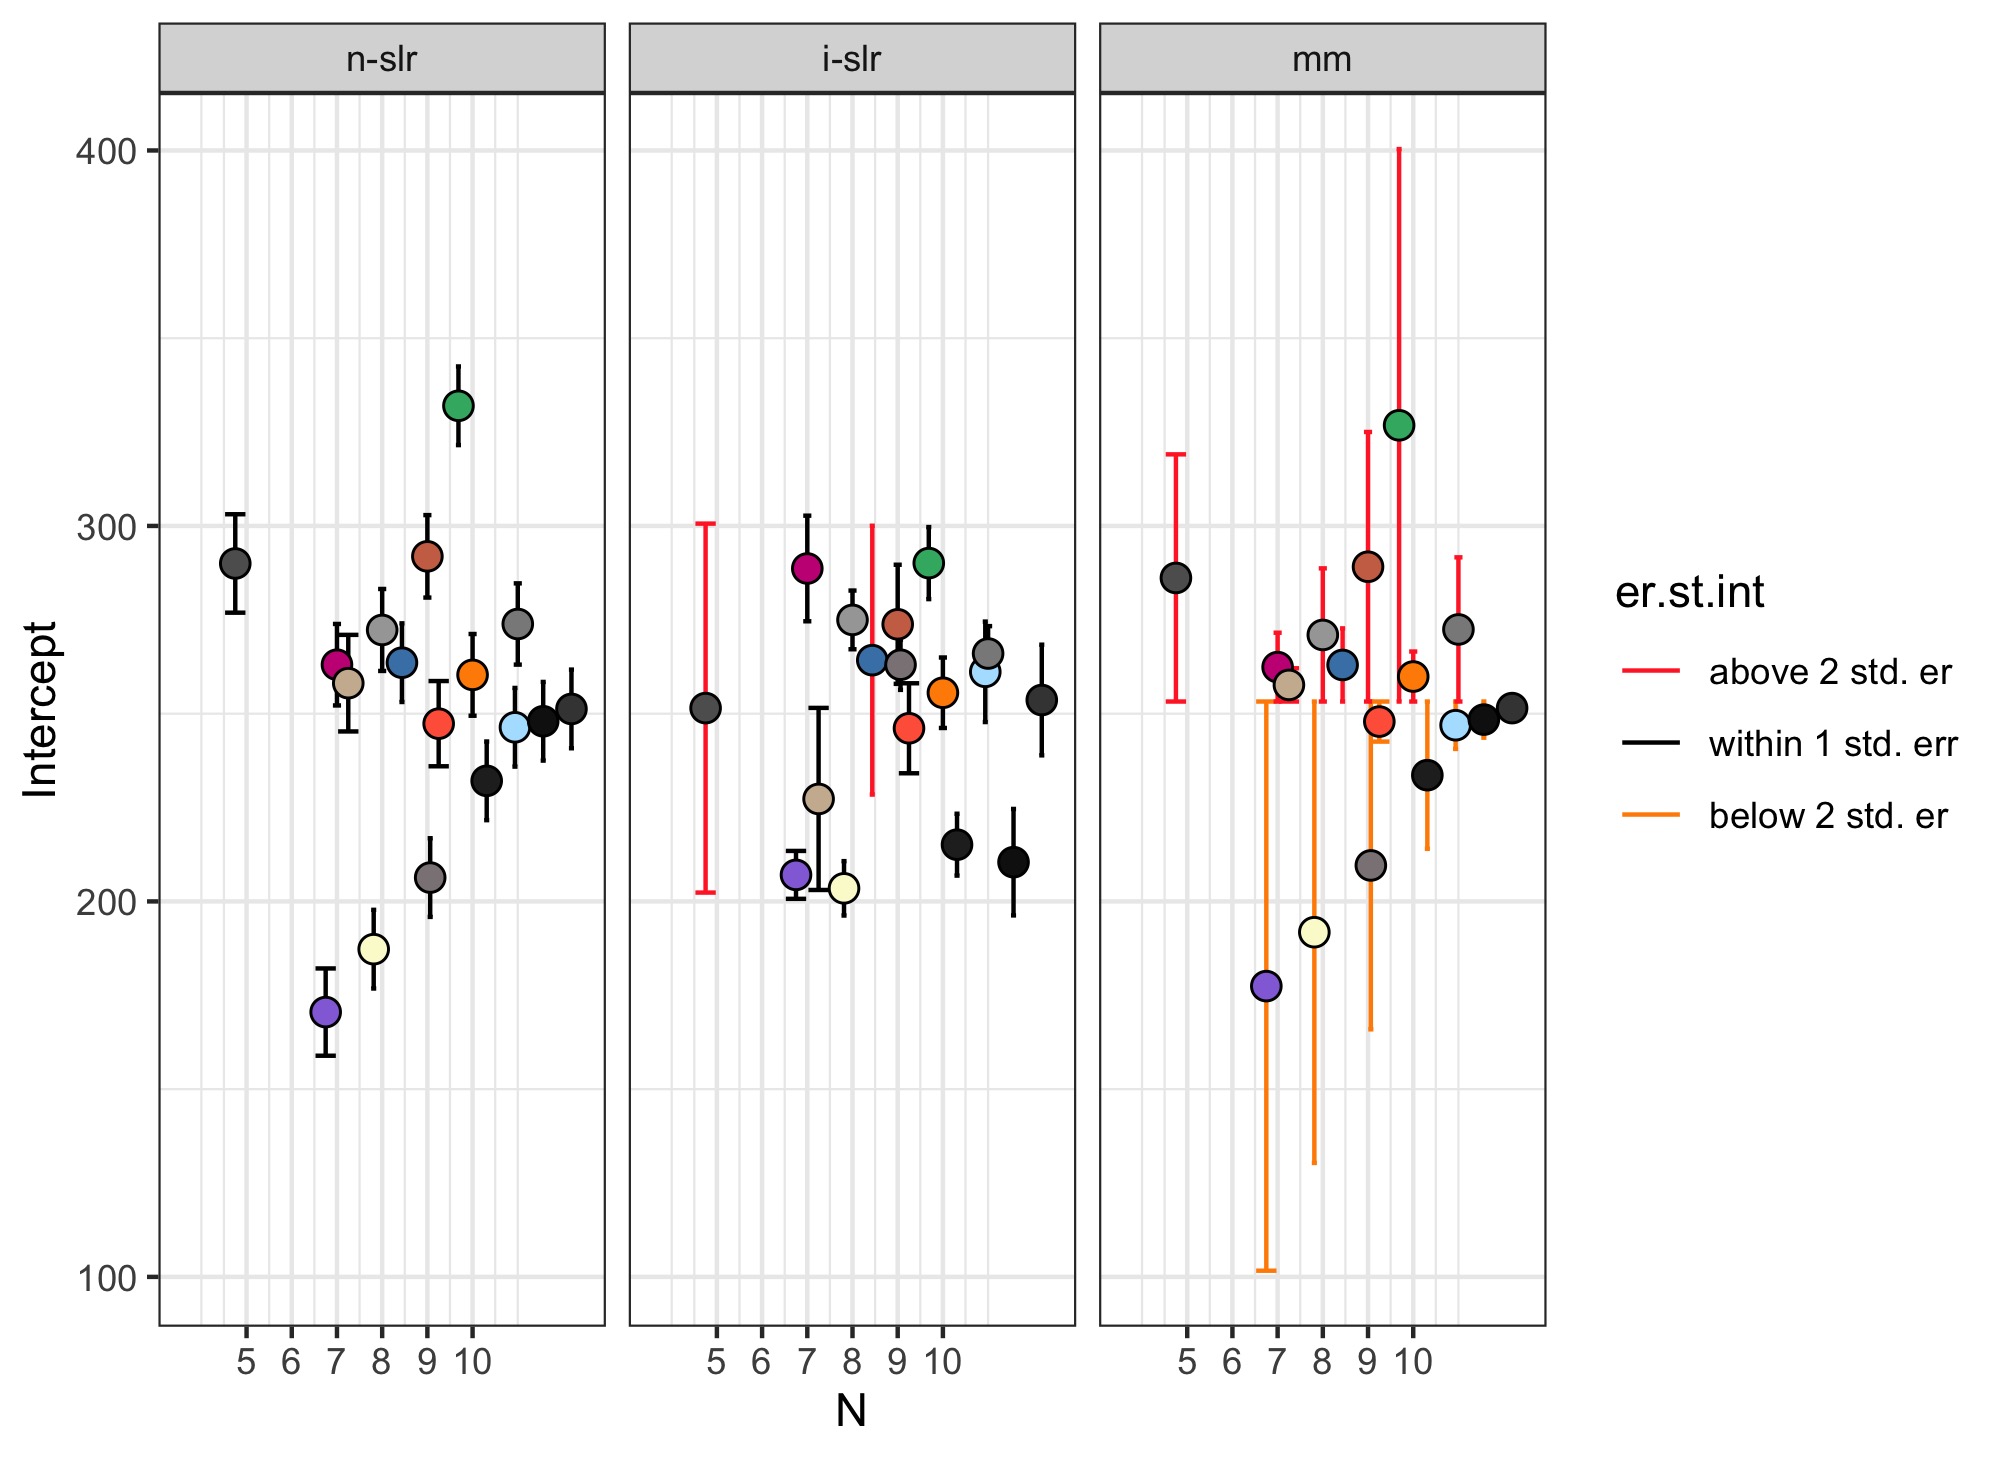 n-slr
i-slr
mm
400
300
200
100
Intercept
5 6 7 8 9 10
5 6 7 8 9 10
5 6 7 8 9 10
N
er.st.int
above 2 std. er
within 1 std. err
below 2 std. er